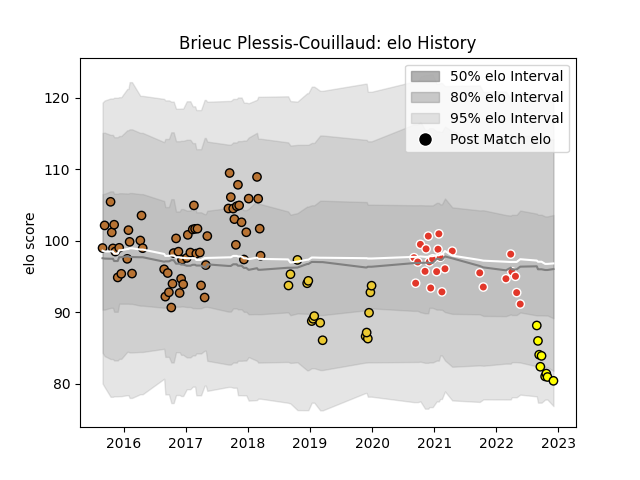 Brieuc Plessis-Couillaud: elo History
50% elo Interval
80% elo Interval
95% elo Interval
Post Match elo
elo score
120
110
100
90
80
2016 2017 2018 2019 2020 2021 2022 2023